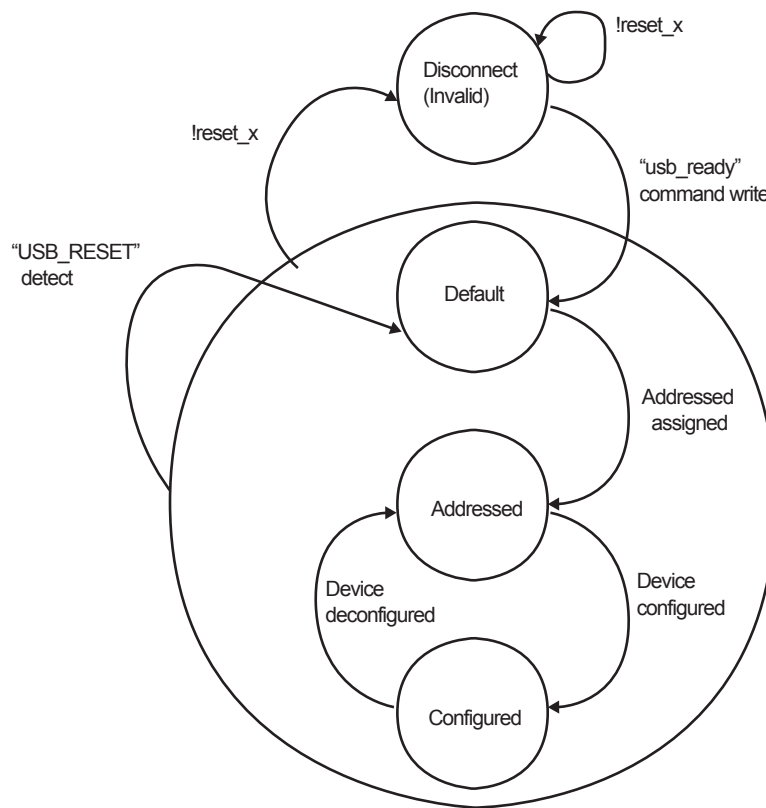 !reset_x
Disconnect
(Invalid)
!reset_x
“usb_ready”
command write
“USB_RESET”
detect
Default
Addressed
assigned
Addressed
Device
deconfigured
Device
configured
Configured